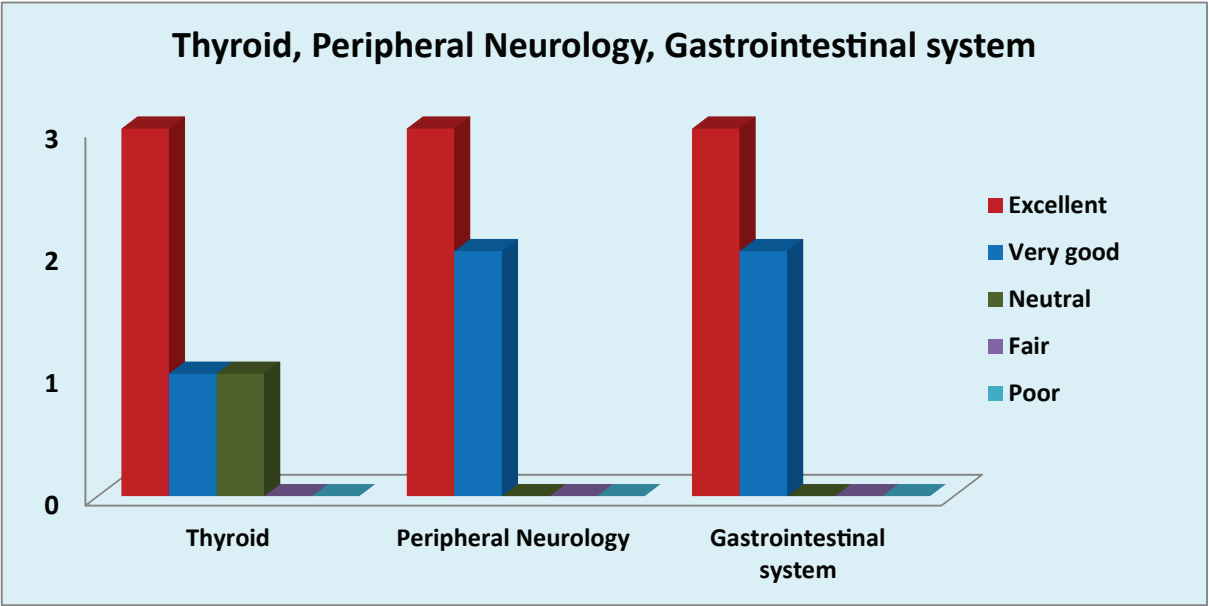 Thyroid, Peripheral Neurology, Gastrointestinal system
3
2
1
0
Thyroid
Peripheral Neurology
Gastrointestinal
system
Excellent
Very good
Neutral
Fair
Poor